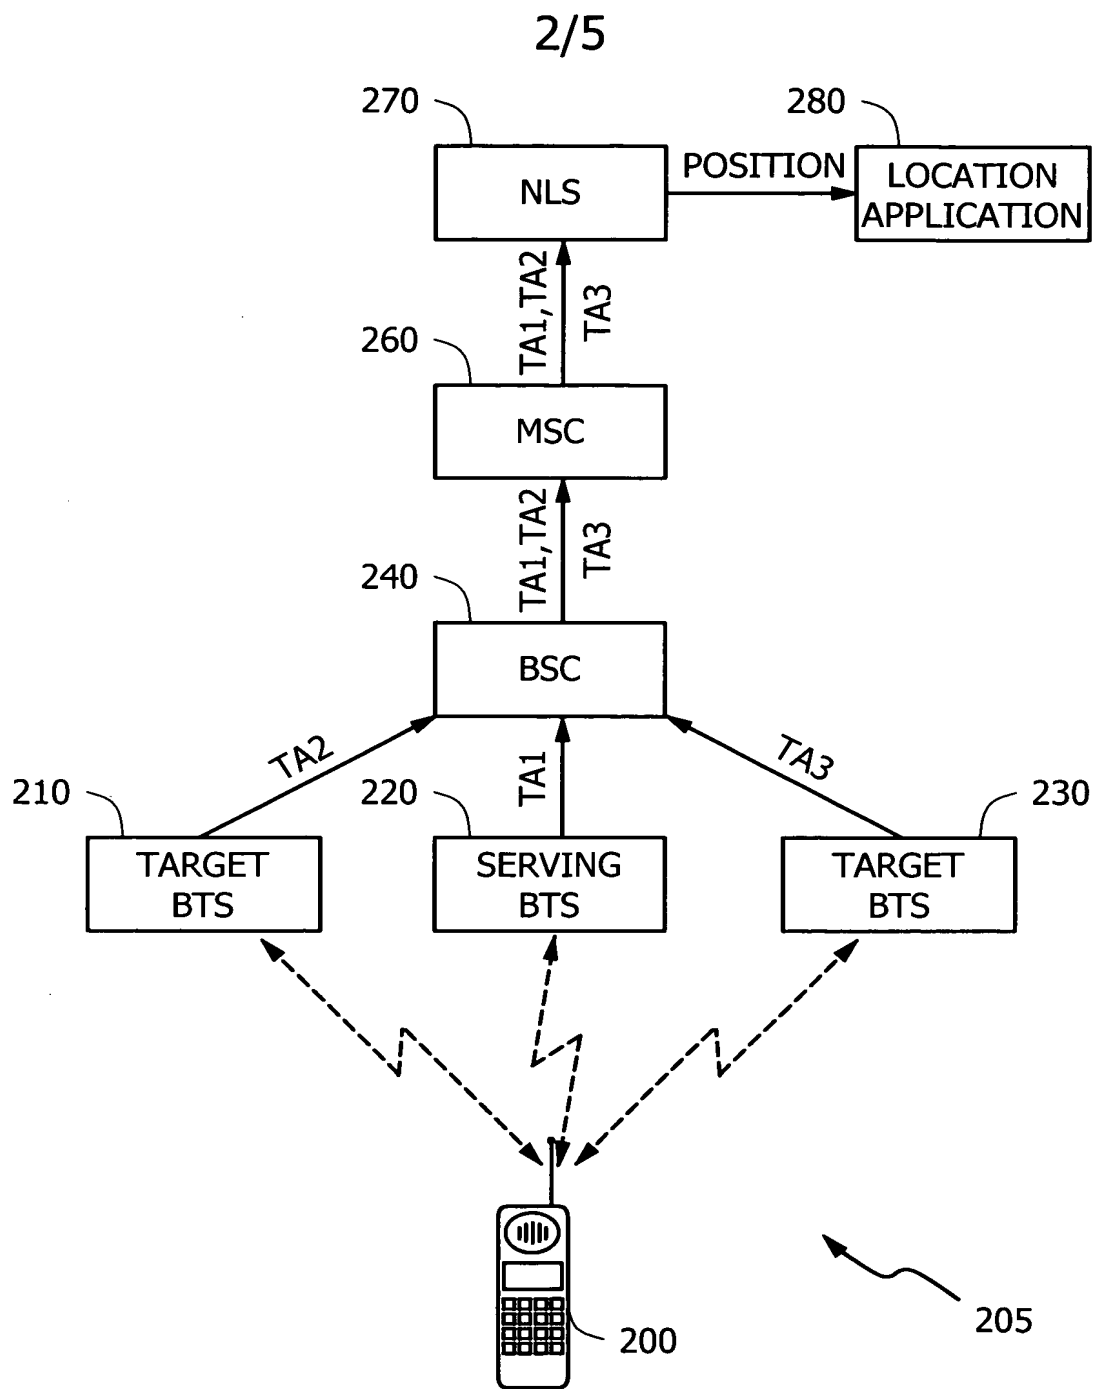 2/5
270
280
NLS
POSITION
LOCATION
APPLICATION
TA1,TA2
TA3
260
MSC
TA1,TA2
TA3
240
BSC
TA2
TA1
TA3
210
220
230
TARGET
BTS
SERVING
BTS
TARGET
BTS
200
205